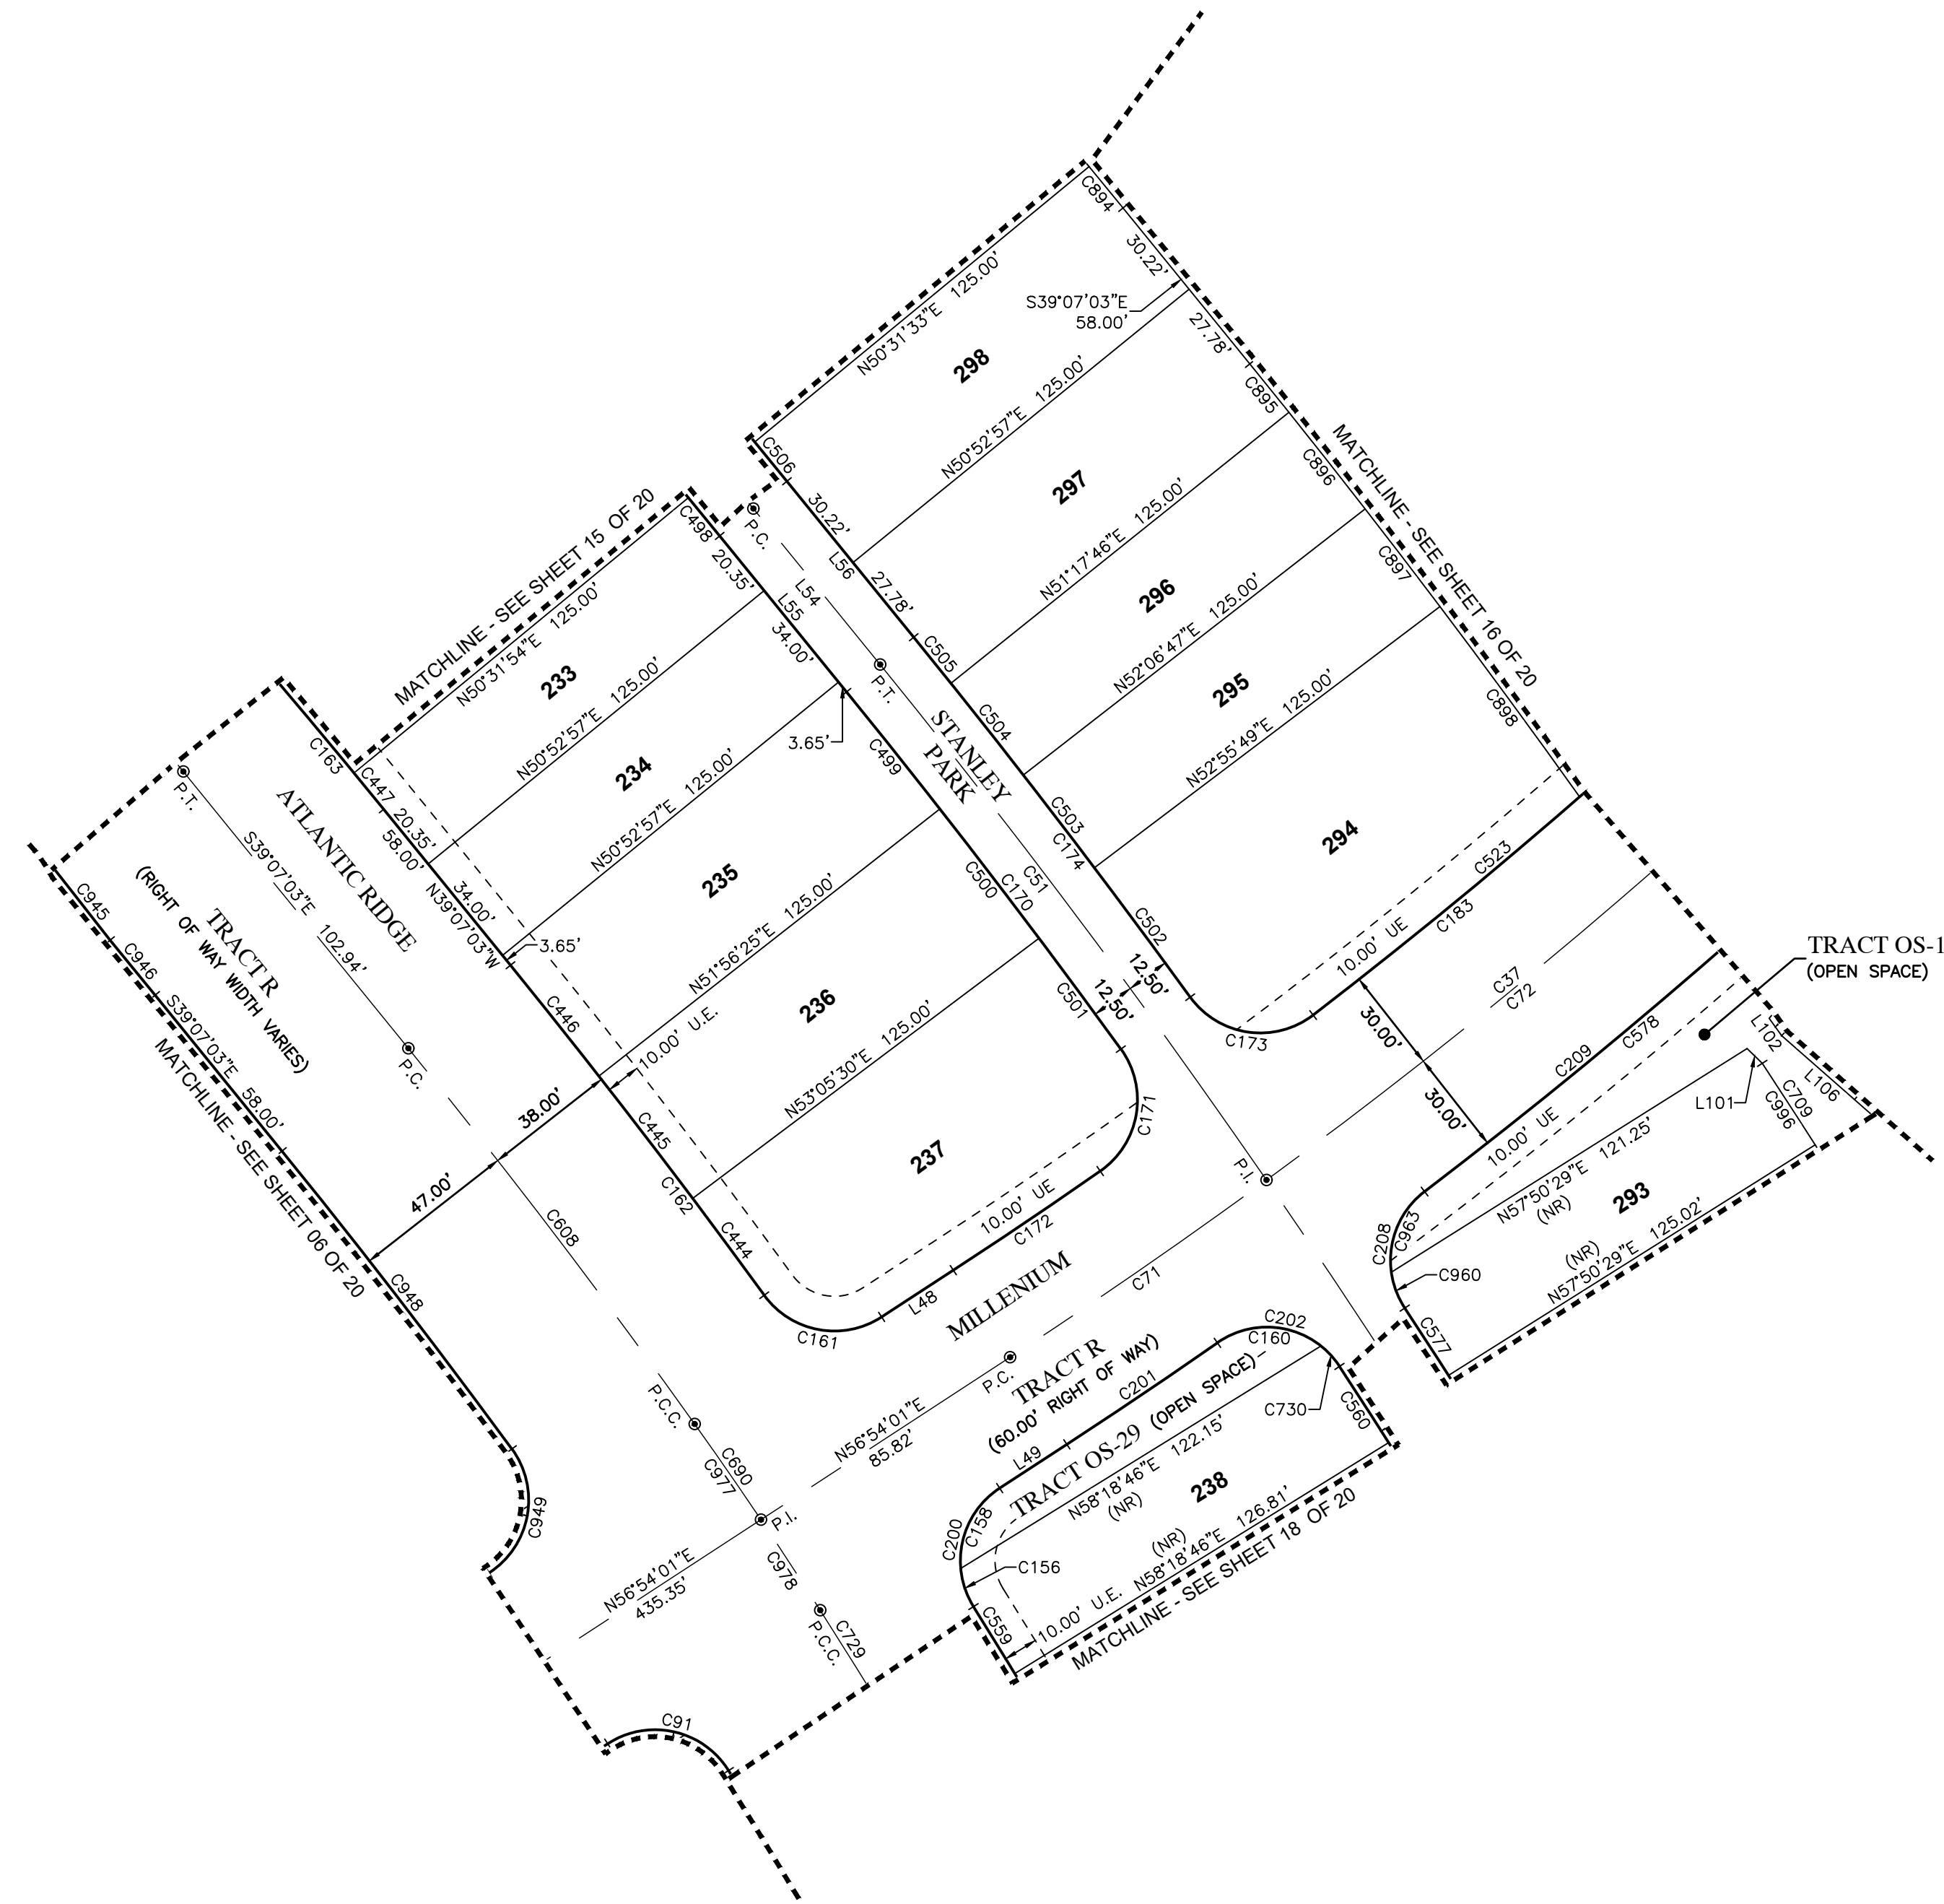 C894
30.22'
S39°07'03"E
58.00'
N50°31'33"E 125.00'
298
27.78'
C895
N50°52'57"E 125.00'
C506
297
C896
MATCHLINE - SEE SHEET 16 OF 20
30.22'
L56
27.78'
N51°17'46"E 125.00'
C897
296
C505
N52°06'47"E 125.00'
295
C504
C898
N52°55'49"E 125.00'
C503
C174
294
C502
C523
C183
10.00' UE
C173
MATCHLINE - SEE SHEET 15 OF 20
C498
20.35'
L55
34.00'
P.C.
L54
P.T.
STANLEY
PARK
N50°31'54"E 125.00'
233
N50°52'57"E 125.00'
234
3.65'
N50°52'57"E 125.00'
C499
235
C500
C170
C51
N51°56'25"E 125.00'
236
10.00' U.E.
12.50'
12.50'
C501
N53°05'30"E 125.00'
237
C171
10.00' UE
C172
L48
C161
C163
C447
20.35'
58.00'
N39°07'03"W
34.00'
3.65'
C446
C445
C162
C444
P.T.
ATLANTIC RIDGE
S39°07'03"E
102.94'
P.C.
TRACT R
(RIGHT OF WAY WIDTH VARIES)
C945
C946
S39°07'03"E 58.00'
MATCHLINE - SEE SHEET 06 OF 20
38.00'
47.00'
C608
C948
C949
P.C.C.
C690
C977
P.I.
N56°54'01"E
435.35'
C978
P.C.C.
C729
C91
N56°54'01"E
85.82'
P.C.
MILLENIUM
C71
P.I.
TRACT R
(60.00' RIGHT OF WAY)
C37
C72
30.00'
30.00'
TRACT OS-1
(OPEN SPACE)
C578
C209
10.00' UE
L102
L106
C709
C996
L101
N57°50'29"E 121.25'
(NR)
293
(NR)
N57°50'29"E 125.02'
C208
C963
C960
C577
C202
C160
C201
L49
TRACT OS-29 (OPEN SPACE)
C730
C560
N58°18'46"E 122.15'
(NR)
238
(NR)
10.00' U.E. N58°18'46"E 126.81'
MATCHLINE - SEE SHEET 18 OF 20
C200
C158
C156
C559